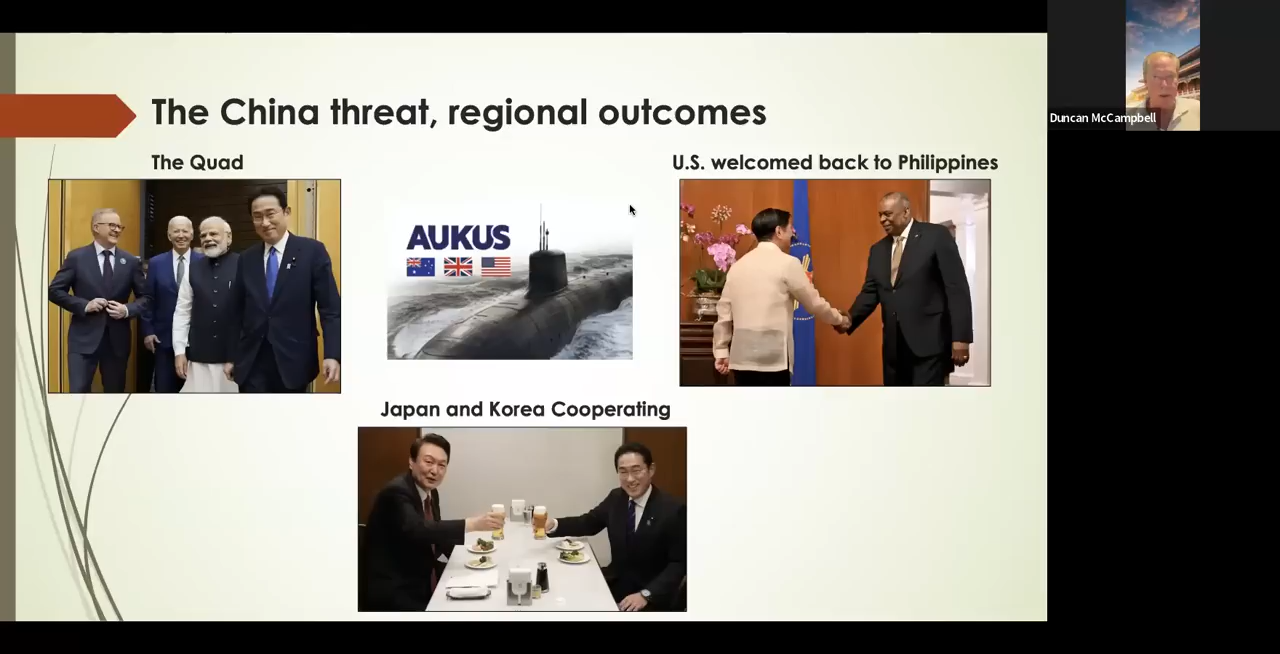 The China threat, regional outcomes
Duncan McCampbell
The Quad
U.S. welcomed back to Philippines
AUKUS
Japan and Korea Cooperating